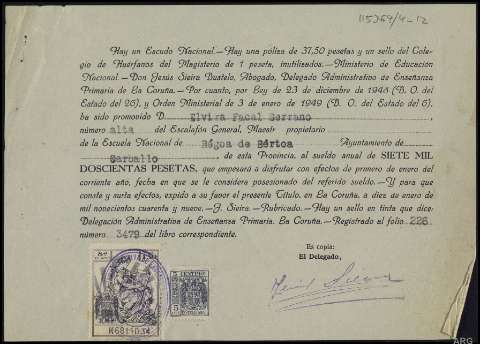 115269/4-12
Hay un Escudo Nacional.—Hay una póliza de 37,50 pesetas y un sello del Cole-
gio de Huérfanos del Magisterio de 1 peseta, inutilizados.—Ministerio de Educación
Nacional.—Don Jesús Sieira Bustelo, Abogado, Delegado Administrativo de Enseñanza
Primaria de La Coruña.—Por cuanto, por Ley de 23 de diciembre de 1948 (B. O. del
Estado del 26), y Orden Ministerial de 3 de enero de 1949 (B. O. del Estado del 6),
ha sido promovido D. Elvira Facal Serrano
número alta del Escalafón General, Maestr propietario
de la Escuela Nacional de Régoa de Bértoa Ayuntamiento de
Carballo, de esta Provincia, al sueldo anual de SIETE MIL
DOSCIENTAS PESETAS, que empezará a disfrutar con efectos de primero de enero del
corriente año, fecha en que se le considera posesionado del referido sueldo.—Y para que
conste y surta efectos, expido a su favor el presente Título, en La Coruña, a diez de enero
de mil novecientos cuarenta y nueve.—J. Sieira.—Rubricado.—Hay un sello en tinta que dice:
Delegación Administrativa de Enseñanza Primaria. La Coruña.—Registrado al folio 226.
número 3479 del libro correspondiente.
Es copia:
El Delegado,
5
ARG